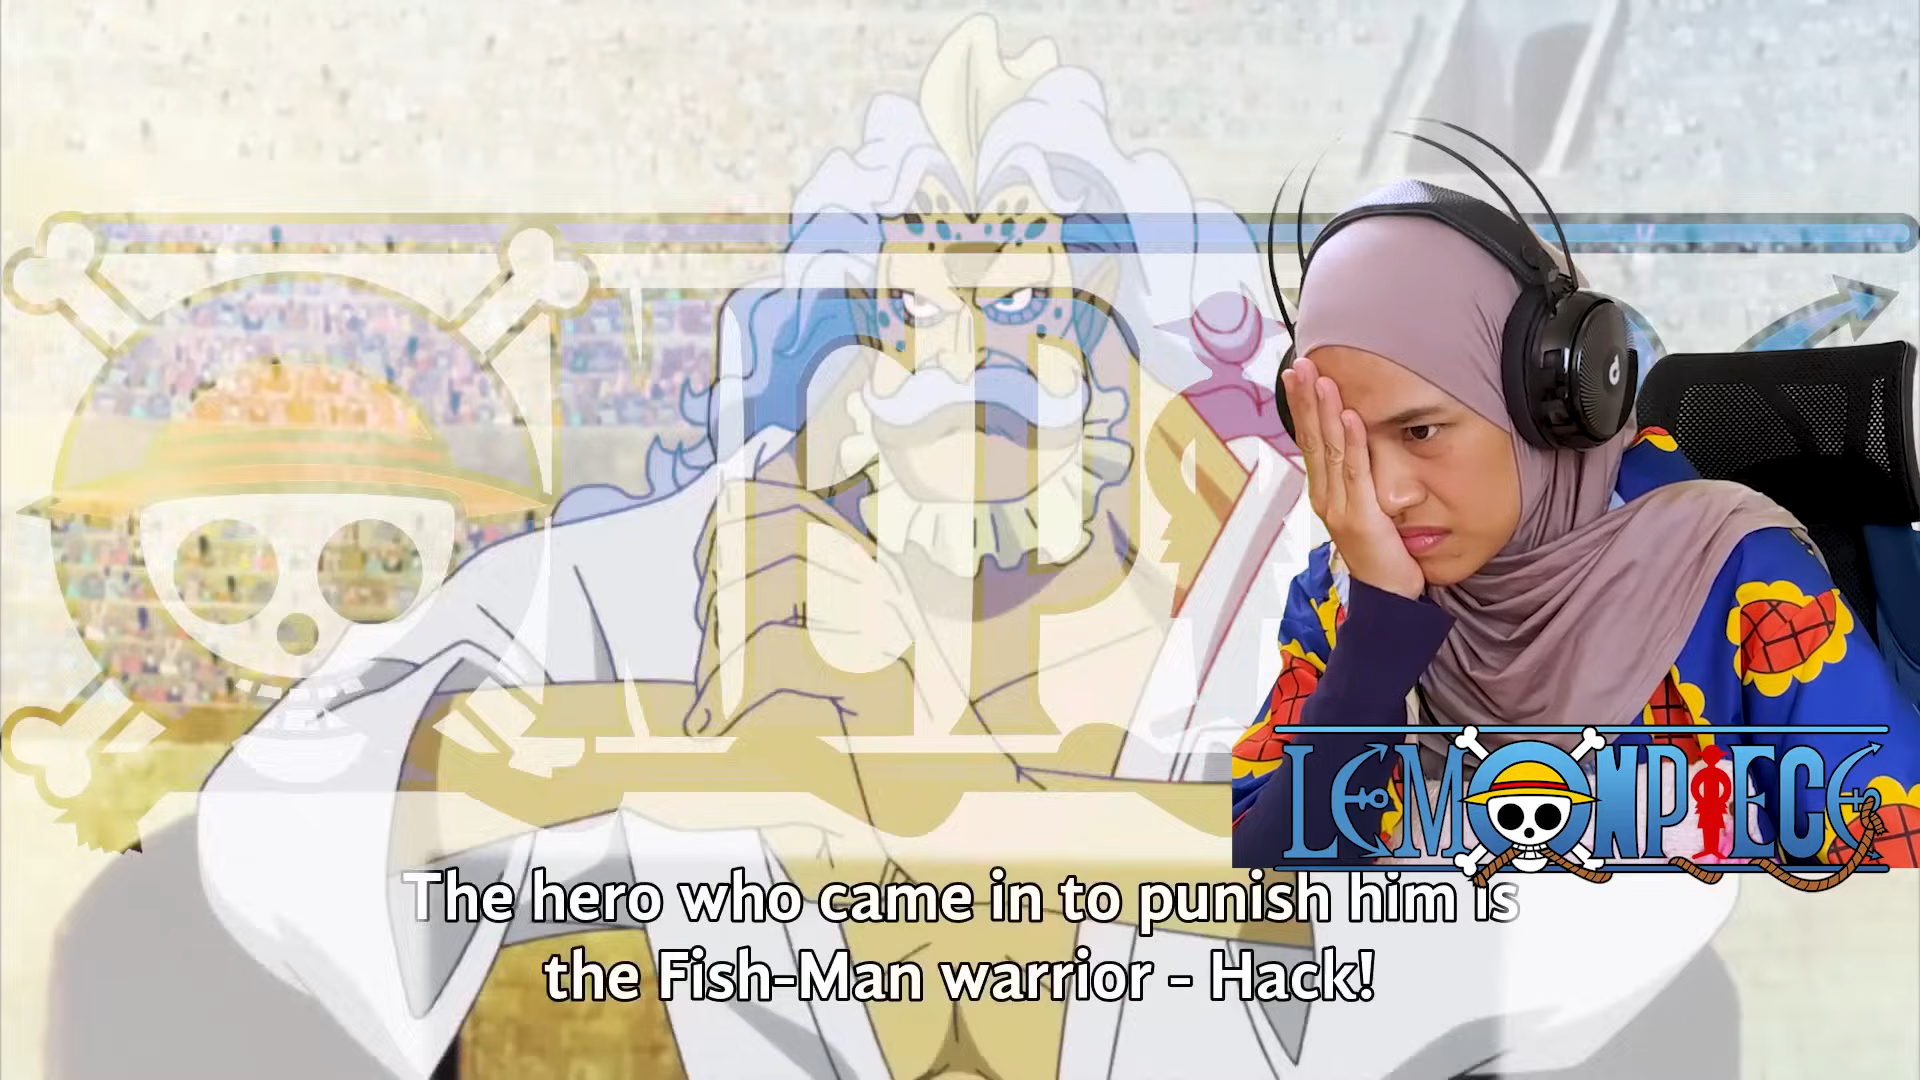 LEMONPIECE
The hero who came in to punish him is
the Fish-Man warrior - Hack!